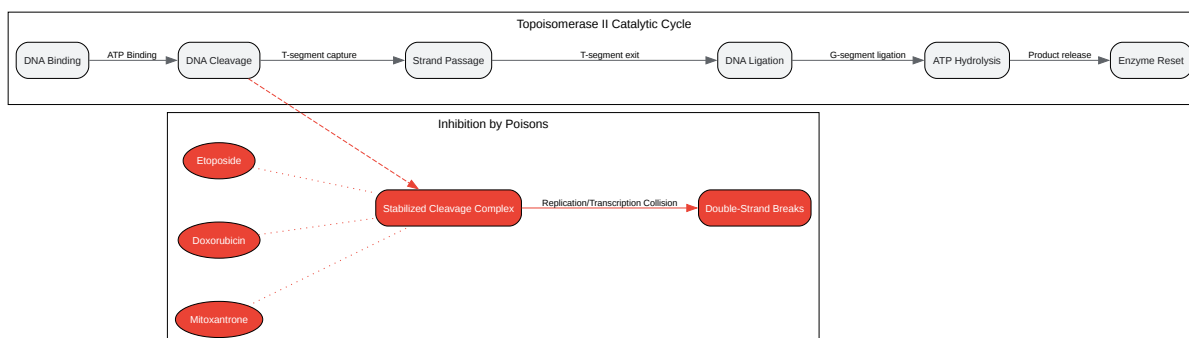 Topoisomerase II Catalytic Cycle
DNA Binding
ATP Binding
DNA Cleavage
T-segment capture
Strand Passage
T-segment exit
DNA Ligation
G-segment ligation
ATP Hydrolysis
Product release
Enzyme Reset
Inhibition by Poisons
Etoposide
Doxorubicin
Mitoxantrone
Stabilized Cleavage Complex
Replication/Transcription Collision
Double-Strand Breaks